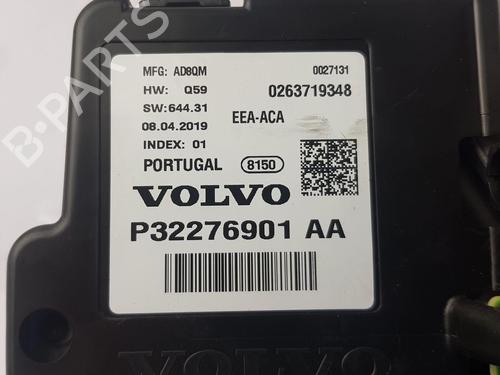 B-PARTS
MFG: AD8QM
0027131
HW: Q59
0263719348
SW:644.31
EEA-ACA
08.04.2019
INDEX: 01
PORTUGAL 8150
VOLVO
P32276901 AA
VOLVO